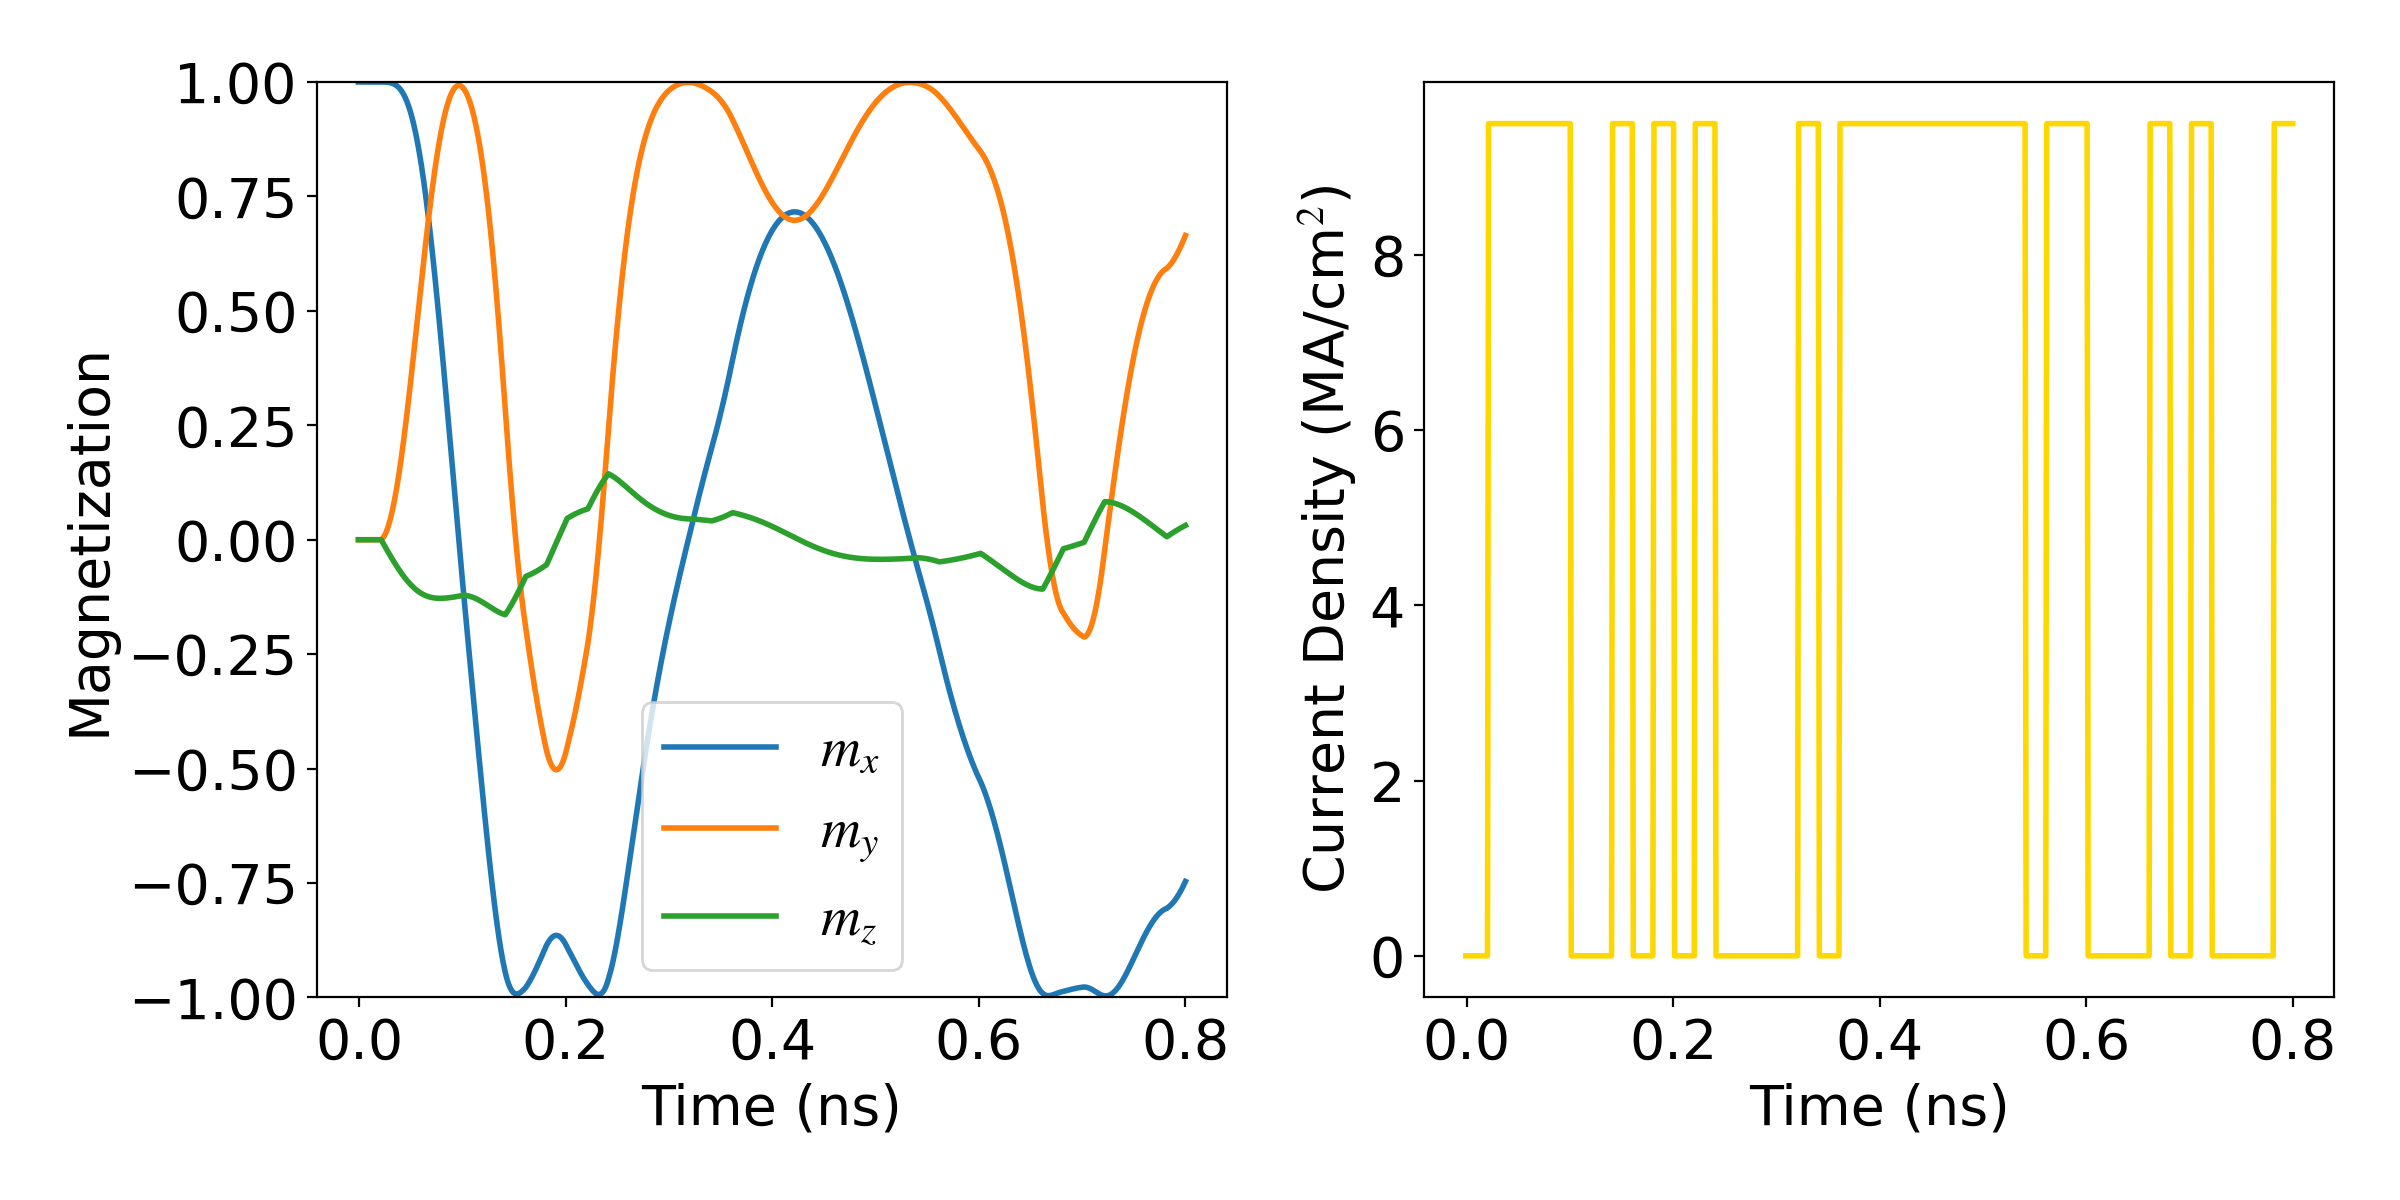 1.00
0.75
0.50
0.25
0.00
−0.25
−0.50
−0.75
−1.00
Magnetization
0.0 0.2 0.4 0.6 0.8
Time (ns)
m_x
m_y
m_z
8
6
4
2
0
Current Density (MA/cm²)
0.0 0.2 0.4 0.6 0.8
Time (ns)